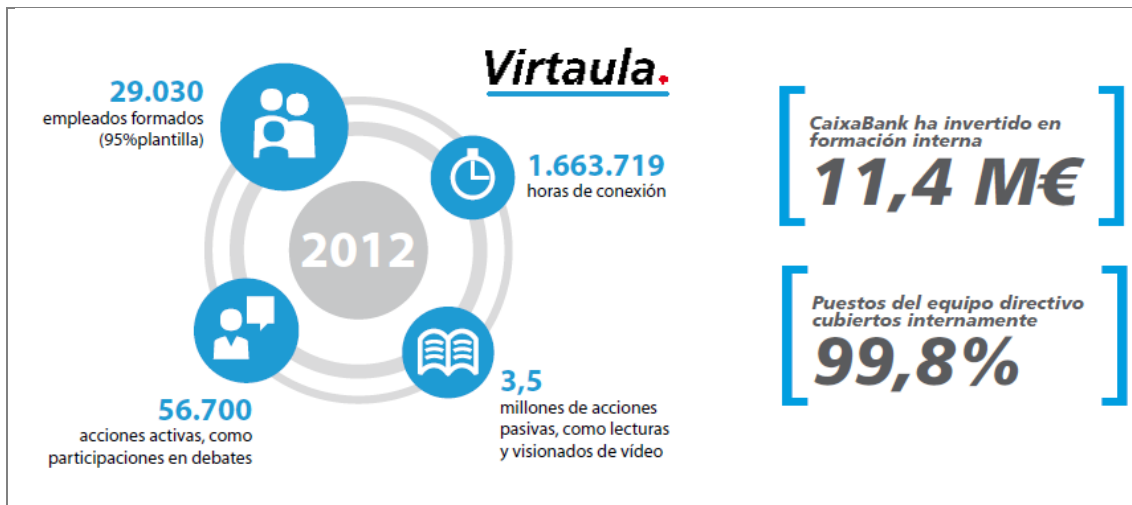 Virtaula.
29.030
empleados formados
(95%plantilla)
1.663.719
horas de conexión
2012
56.700
acciones activas, como
participaciones en debates
3,5
millones de acciones
pasivas, como lecturas
y visionados de vídeo
CaixaBank ha invertido en
formación interna
11,4 M€
Puestos del equipo directivo
cubiertos internamente
99,8%